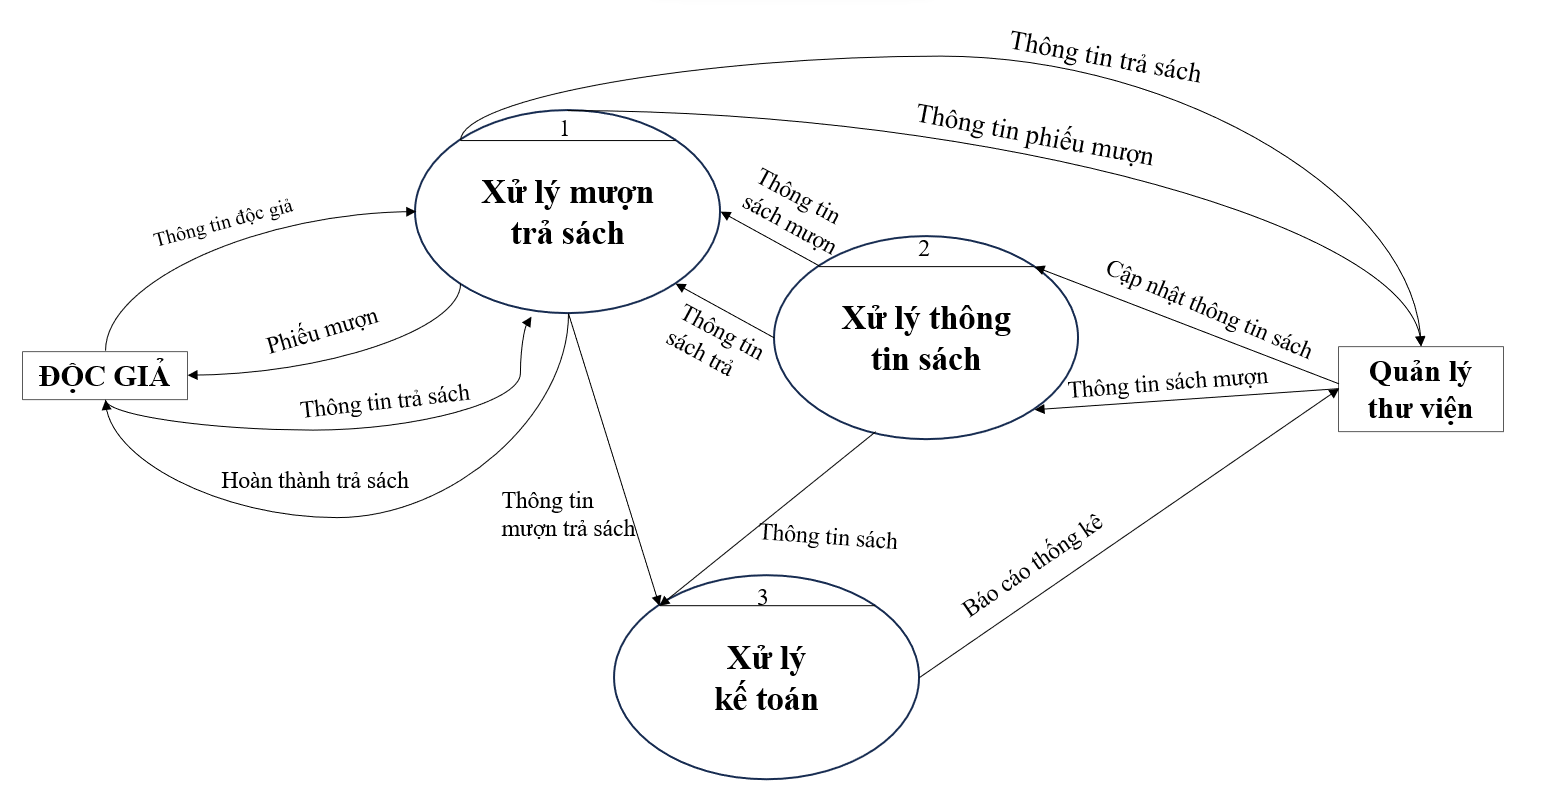 Thông tin trả sách
Thông tin phiếu mượn
1
Xử lý mượn
trả sách
Thông tin
sách mượn
Thông tin độc giả
2
Xử lý thông
tin sách
Cập nhật thông tin sách
Thông tin
sách trả
Phiếu mượn
ĐỘC GIẢ
Quản lý
thư viện
Thông tin sách mượn
Thông tin trả sách
Hoàn thành trả sách
Thông tin
mượn trả sách
Thông tin sách
Báo cáo thống kê
3
Xử lý
kế toán